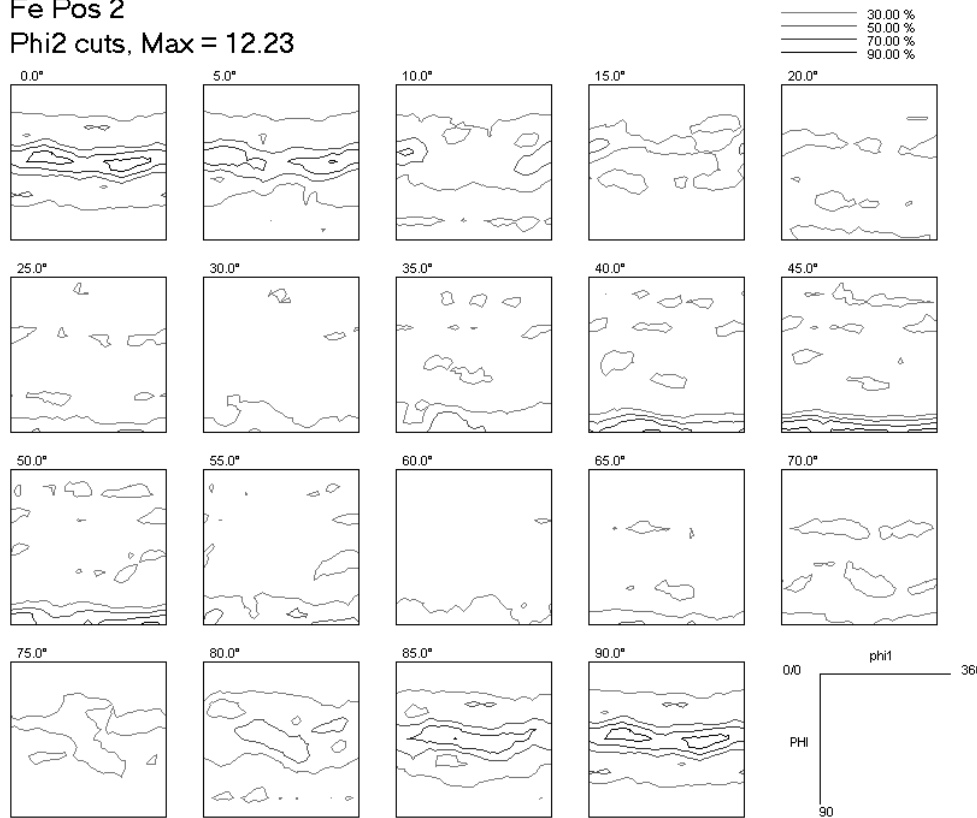 Fe Pos 2
Phi2 cuts, Max = 12.23
30.00 %
50.00 %
70.00 %
90.00 %
0.0° 5.0° 10.0° 15.0° 20.0°
25.0° 30.0° 35.0° 40.0° 45.0°
50.0° 55.0° 60.0° 65.0° 70.0°
75.0° 80.0° 85.0° 90.0°
phi1
0/0 360
PHI
90